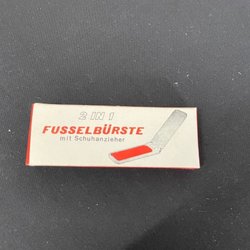 2 IN 1
FUSSELBÜRSTE
mit Schuhanzieher